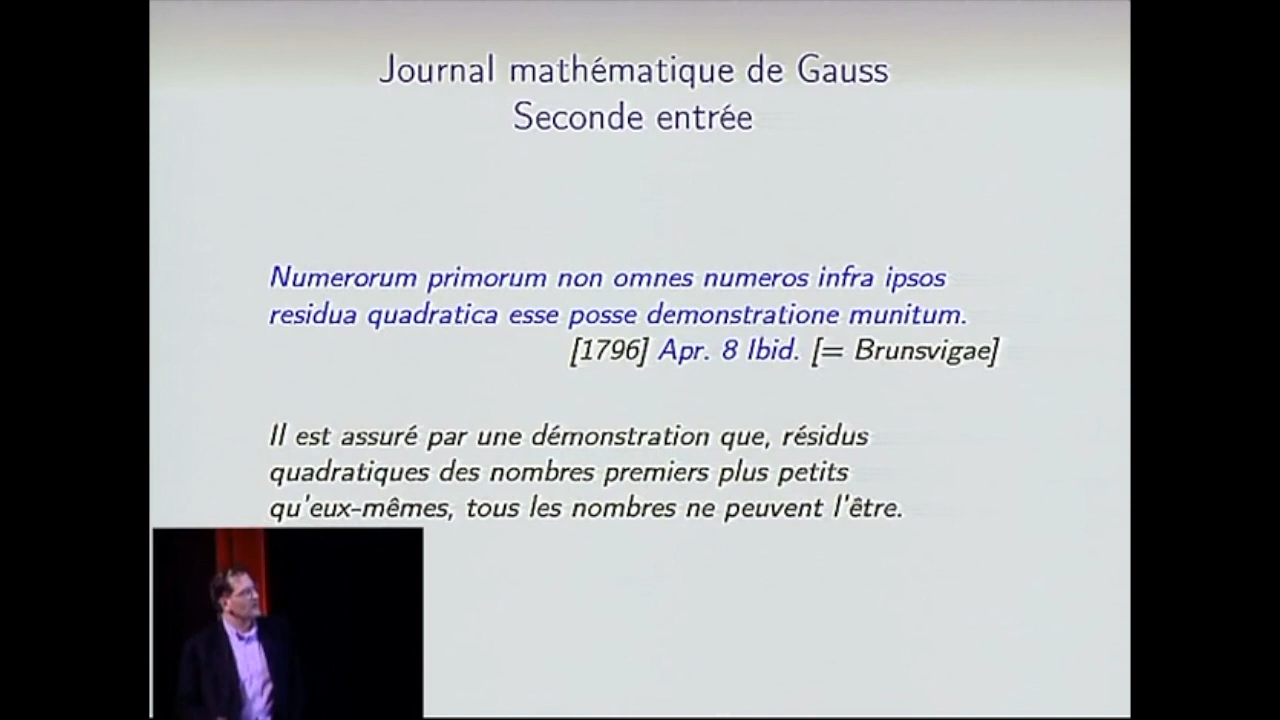 Journal mathématique de Gauss
Seconde entrée
Numerorum primorum non omnes numeros infra ipsos
residua quadratica esse posse demonstratione munitum.
[1796] Apr. 8 Ibid. [= Brunsvigae]
Il est assuré par une démonstration que, résidus
quadratiques des nombres premiers plus petits
qu'eux-mêmes, tous les nombres ne peuvent l'être.